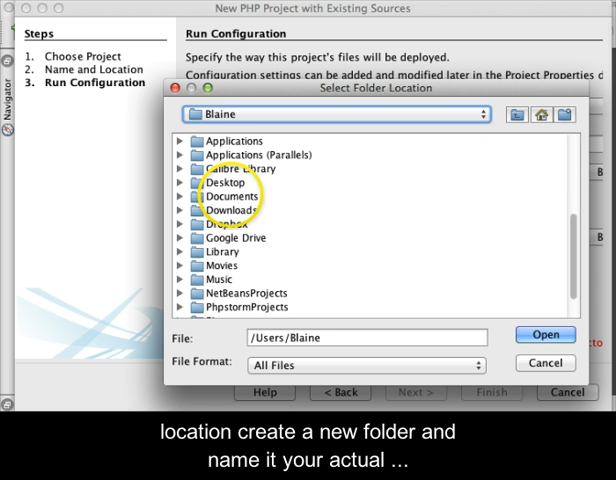 New PHP Project with Existing Sources
Steps
1. Choose Project
2. Name and Location
3. Run Configuration
Run Configuration
Specify the way this project's files will be deployed.
Configuration settings can be added and modified later in the Project Properties d
Navigator
Select Folder Location
Blaine
Applications
Applications (Parallels)
Calibre Library
Desktop
Documents
Downloads
Dropbox
Google Drive
Library
Movies
Music
NetBeansProjects
PhpstormProjects
File:
/Users/Blaine
Open
File Format:
All Files
Cancel
B
B
cto
Help
< Back
Next >
Finish
Cancel
location create a new folder and
name it your actual ...